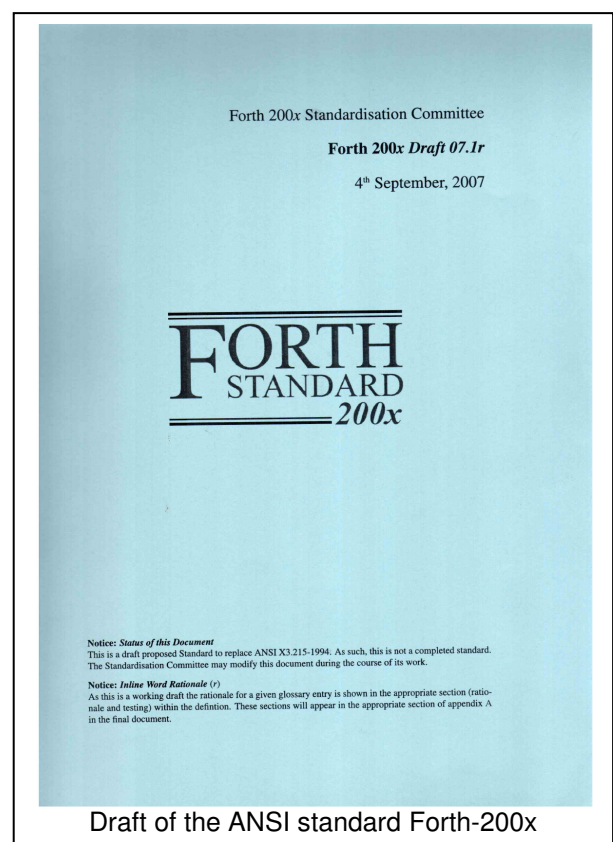 Forth 200x Standardisation Committee
Forth 200x Draft 07.1r
4th September, 2007
FORTH
STANDARD
200x
Notice: Status of this Document
This is a draft proposed Standard to replace ANSI X3.215-1994. As such, this is not a completed standard.
The Standardisation Committee may modify this document during the course of its work.
Notice: Inline Word Rationale (r)
As this is a working draft the rationale for a given glossary entry is shown in the appropriate section (ratio-
nale and testing) within the defintion. These sections will appear in the appropriate section of appendix A
in the final document.
Draft of the ANSI standard Forth-200x